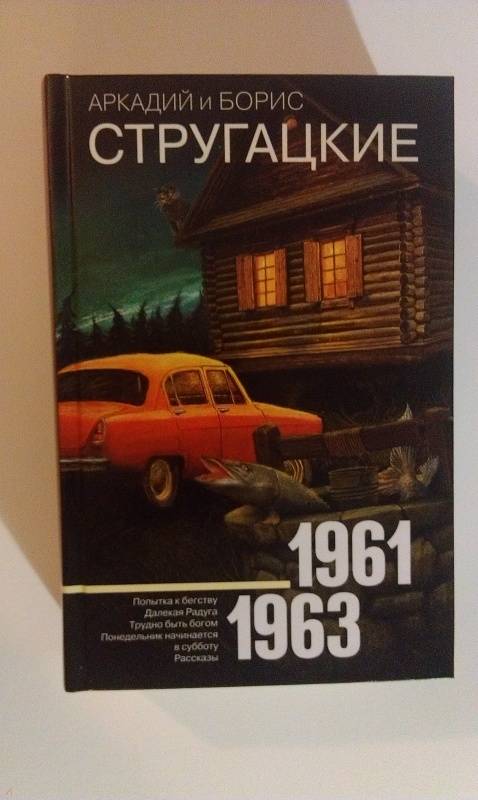 АРКАДИЙ и БОРИС
СТРУГАЦКИЕ
1961
1963
Попытка к бегству
Далекая Радуга
Трудно быть богом
Понедельник начинается
в субботу
Рассказы